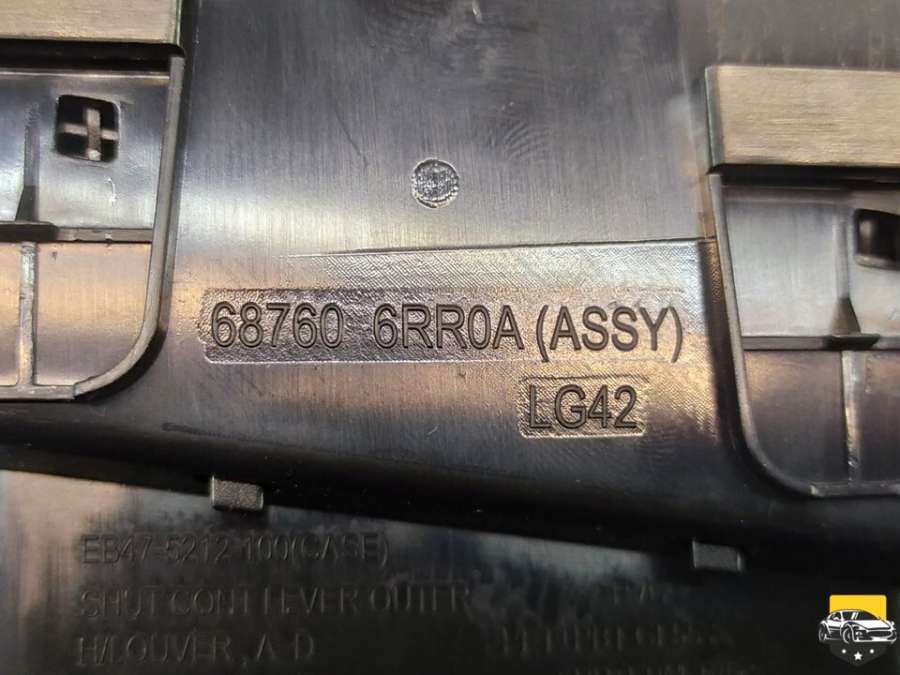 68760 6RR0A (ASSY)
LG42
EB47-5212-100(CASE)
SHUT CONT LEVER OUTER
H/LOUVER, A-D